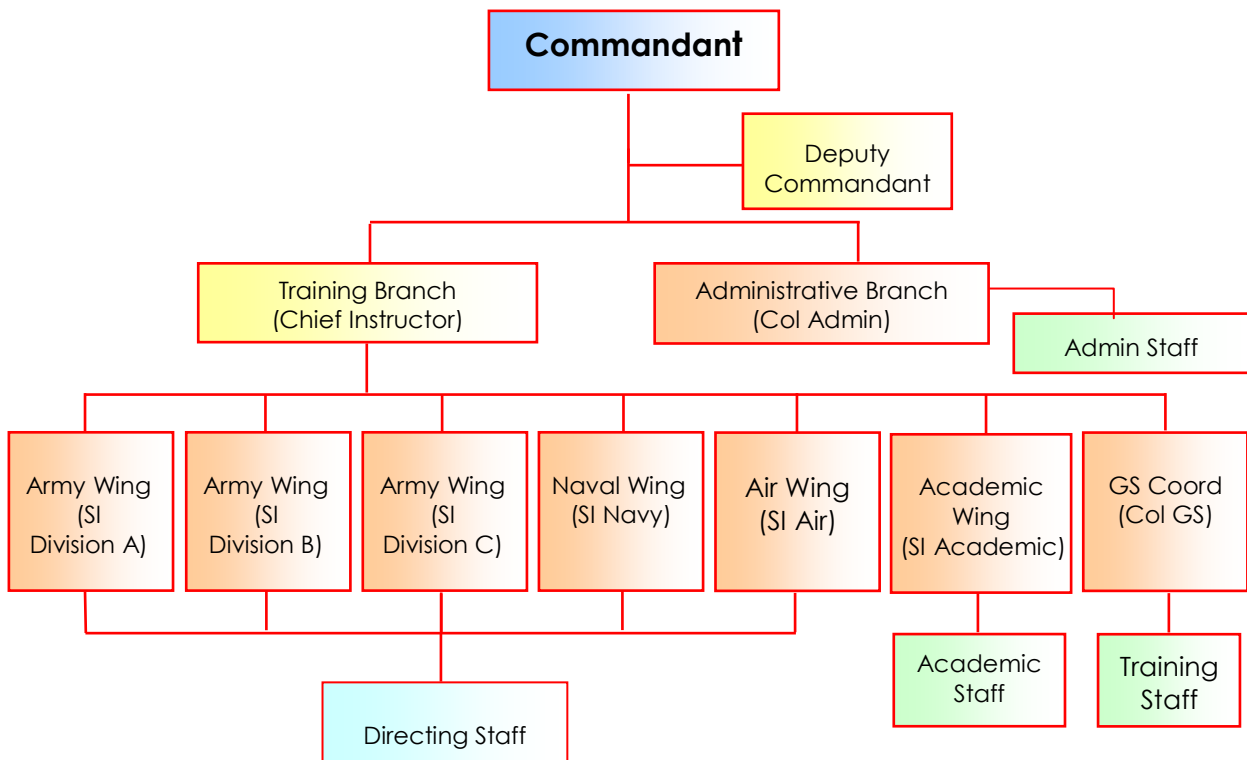 Commandant
Deputy
Commandant
Training Branch
(Chief Instructor)
Administrative Branch
(Col Admin)
Admin Staff
Army Wing
(SI
Division A)
Army Wing
(SI
Division B)
Army Wing
(SI
Division C)
Naval Wing
(SI Navy)
Air Wing
(SI Air)
Academic
Wing
(SI Academic)
GS Coord
(Col GS)
Academic
Staff
Training
Staff
Directing Staff